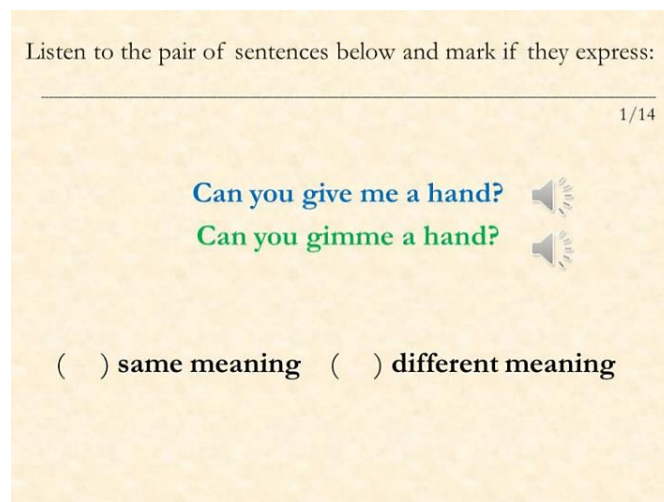 Listen to the pair of sentences below and mark if they express:
1/14
Can you give me a hand?
Can you gimme a hand?
(   ) same meaning   (   ) different meaning